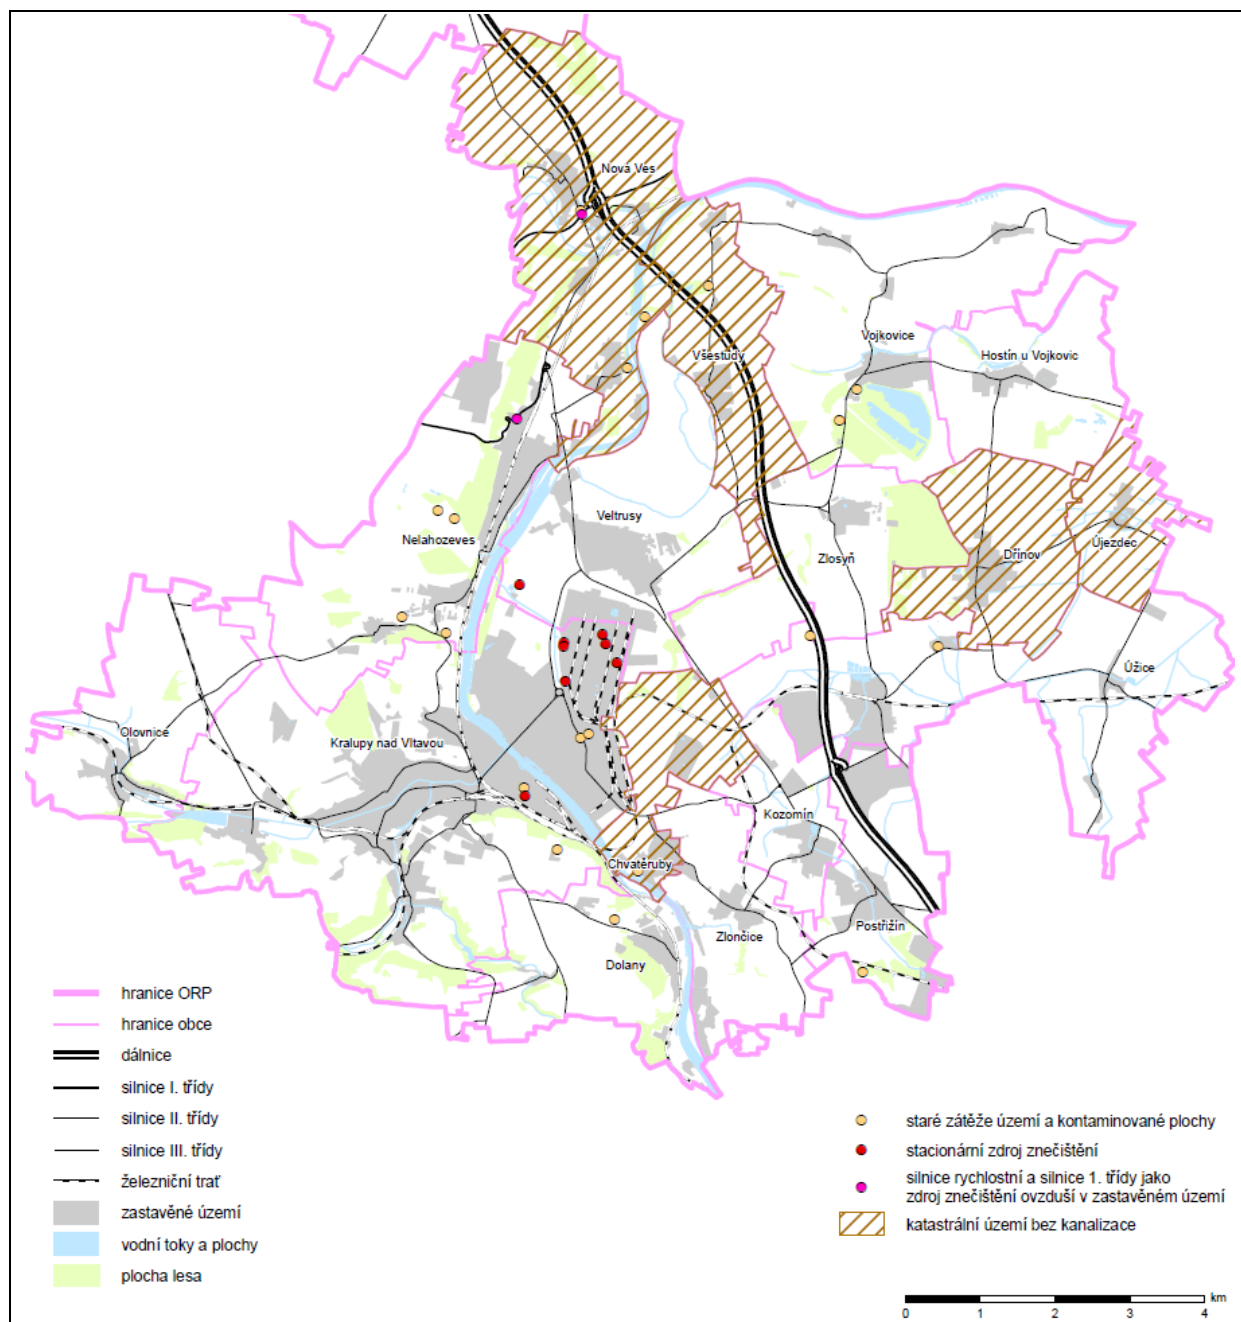 Nová Ves
Vojkovice
Hostín u Vojkovic
Všestudy
Veltrusy
Nelahozeves
Zlosyň
Dřínov
Újezdec
Úžice
Olovnice
Kralupy nad Vltavou
Kozomín
Chvatěruby
Postřižín
Zlončice
Dolany
hranice ORP
hranice obce
dálnice
silnice I. třídy
silnice II. třídy
silnice III. třídy
železniční trať
zastavěné území
vodní toky a plochy
plocha lesa
staré zátěže území a kontaminované plochy
stacionární zdroj znečištění
silnice rychlostní a silnice 1. třídy jako
zdroj znečištění ovzduší v zastavěném území
katastrální území bez kanalizace
km
0 1 2 3 4